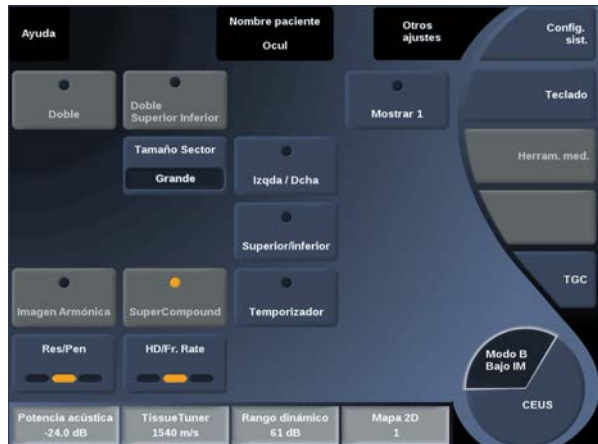 Ayuda
Nombre paciente
Ocul
Otros
ajustes
Config.
sist.
Doble
Doble
Superior Inferior
Mostrar 1
Teclado
Tamaño Sector
Grande
Izqda / Dcha
Herram. med.
Superior/inferior
Imagen Armónica
SuperCompound
Temporizador
TGC
Res/Pen
HD/Fr. Rate
Modo B
Bajo IM
CEUS
Potencia acústica
-24.0 dB
TissueTuner
1540 m/s
Rango dinámico
61 dB
Mapa 2D
1